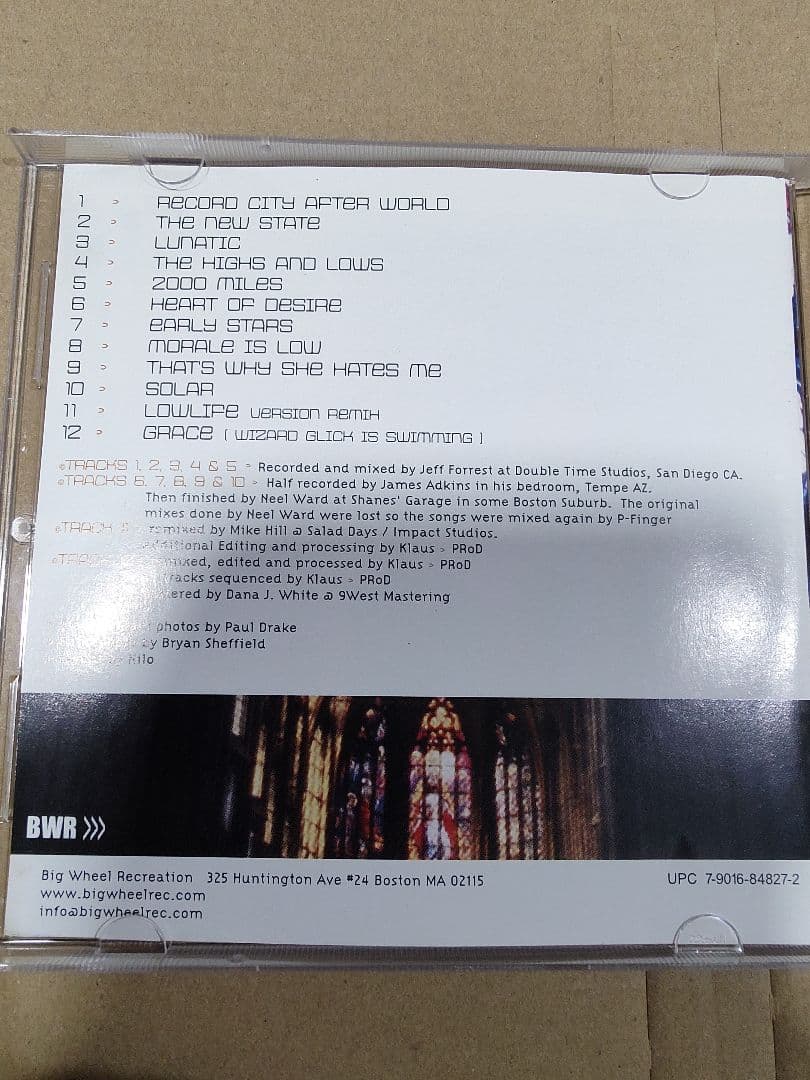 1 > RECORD CITY AFTER WORLD
2 > THE NEW STATE
3 > LUNATIC
4 > THE HIGHS AND LOWS
5 > 2000 MILES
6 > HEART OF DESIRE
7 > EARLY STARS
8 > MORALE IS LOW
9 > THAT'S WHY SHE HATES ME
10 > SOLAR
11 > LOWLIFE VERSION REMIX
12 > GRACE ( WIZARD GLICK IS SWIMMING )
TRACKS 1, 2, 3, 4 & 5 > Recorded and mixed by Jeff Forrest at Double Time Studios, San Diego CA.
TRACKS 6, 7, 8, 9 & 10 > Half recorded by James Adkins in his bedroom, Tempe AZ.
Then finished by Neel Ward at Shanes' Garage in some Boston Suburb. The original
mixes done by Neel Ward were lost so the songs were mixed again by P-Finger
TRACK remixed by Mike Hill @ Salad Days / Impact Studios.
Additional Editing and processing by Klaus > PRoD
TRACK edited and processed by Klaus > PRoD
tracks sequenced by Klaus > PRoD
by Dana J. White @ 9West Mastering
photos by Paul Drake
by Bryan Sheffield
BWR >>>
Big Wheel Recreation 325 Huntington Ave #24 Boston MA 02115
UPC 7-9016-84827-2
www.bigwheelrec.com
info@bigwheelrec.com